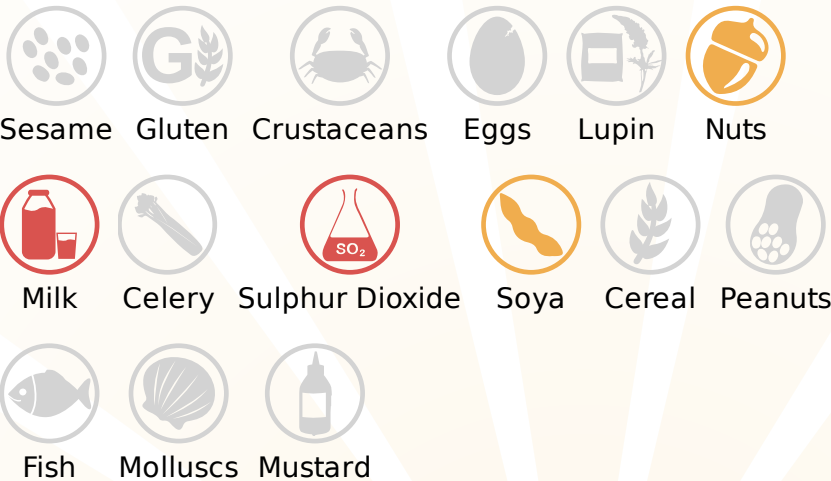 Sesame Gluten Crustaceans Eggs Lupin Nuts
SO₂
Milk Celery Sulphur Dioxide Soya Cereal Peanuts
Fish Molluscs Mustard